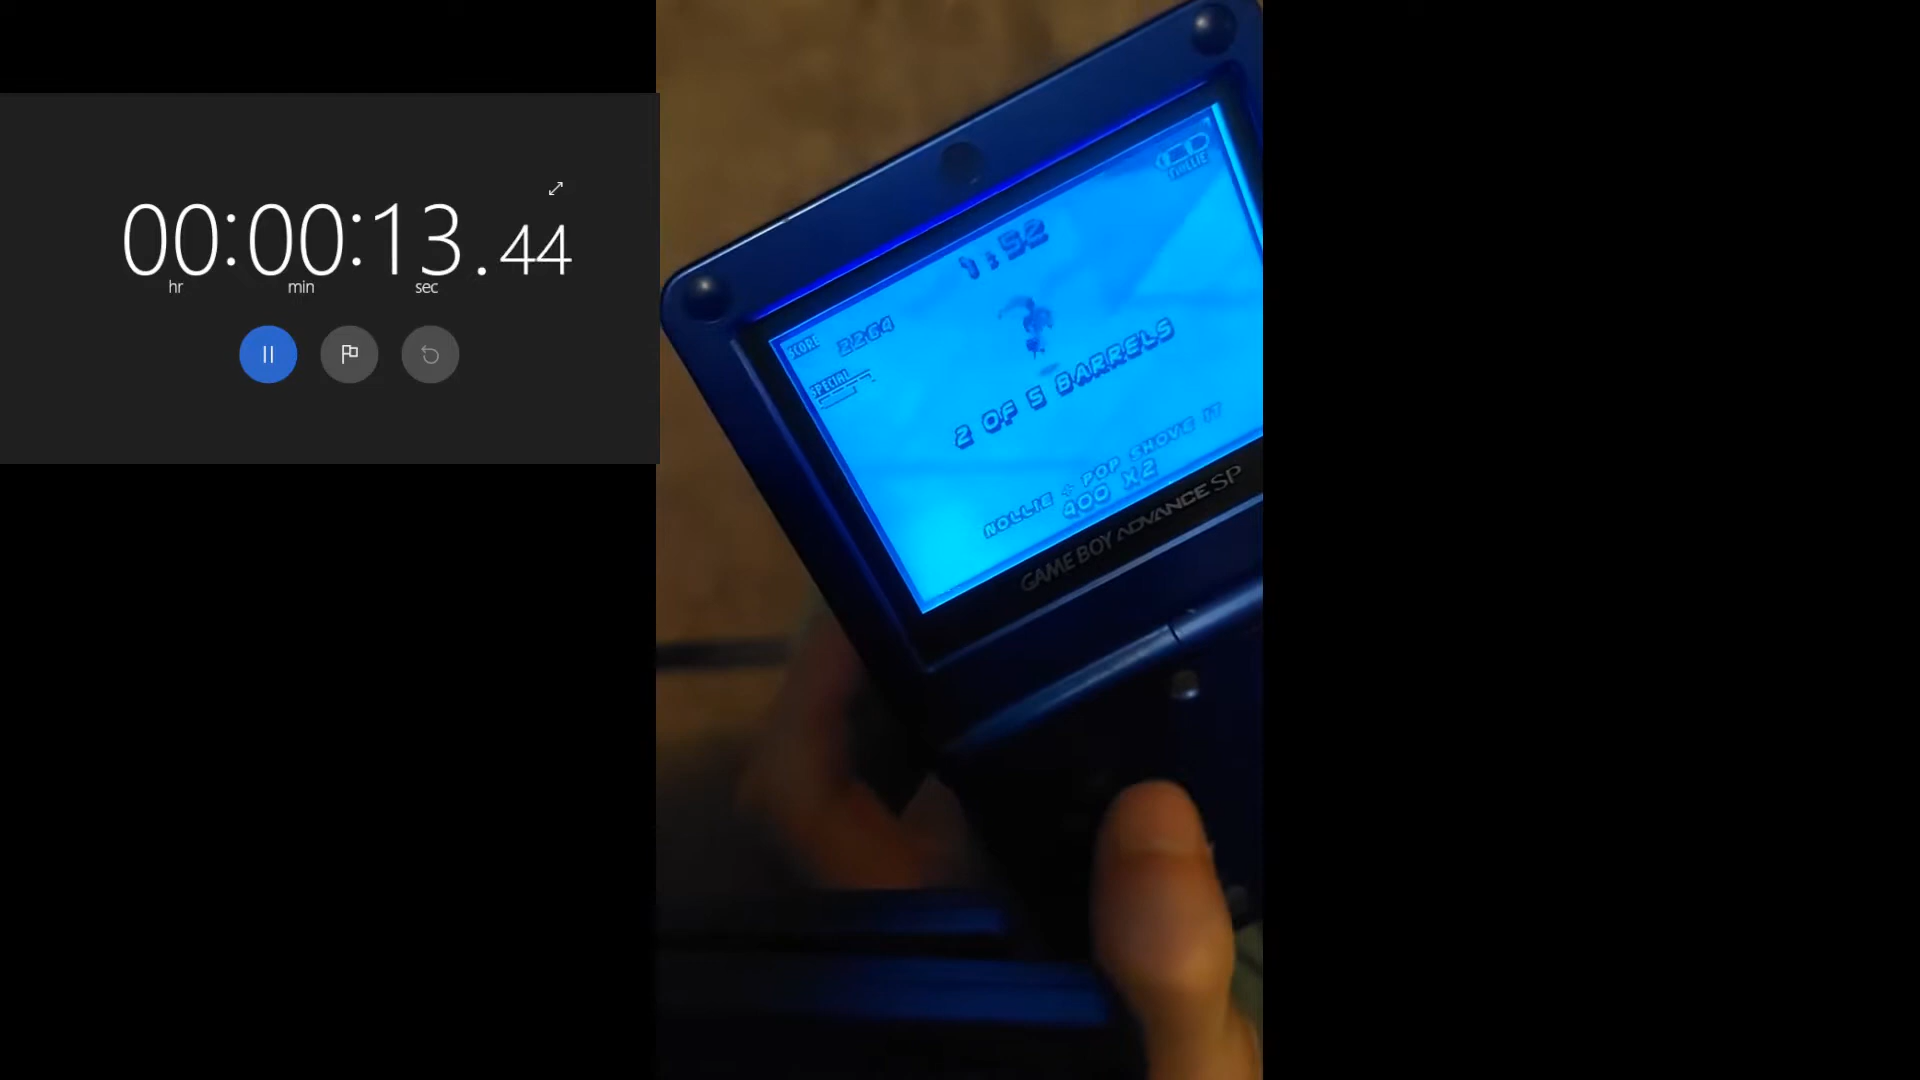 00:00:13.44
hr min sec
NOLLIE
1:52
SCORE 2264
SPECIAL
2 OF 5 BARRELS
NOLLIE + POP SHOVE IT
400 X2
GAME BOY ADVANCE SP